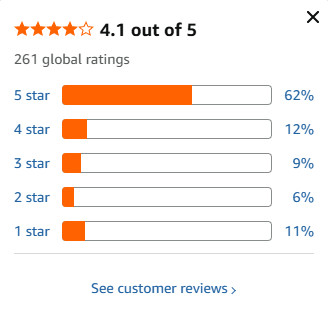 4.1 out of 5
261 global ratings
5 star 62%
4 star 12%
3 star 9%
2 star 6%
1 star 11%
See customer reviews ›